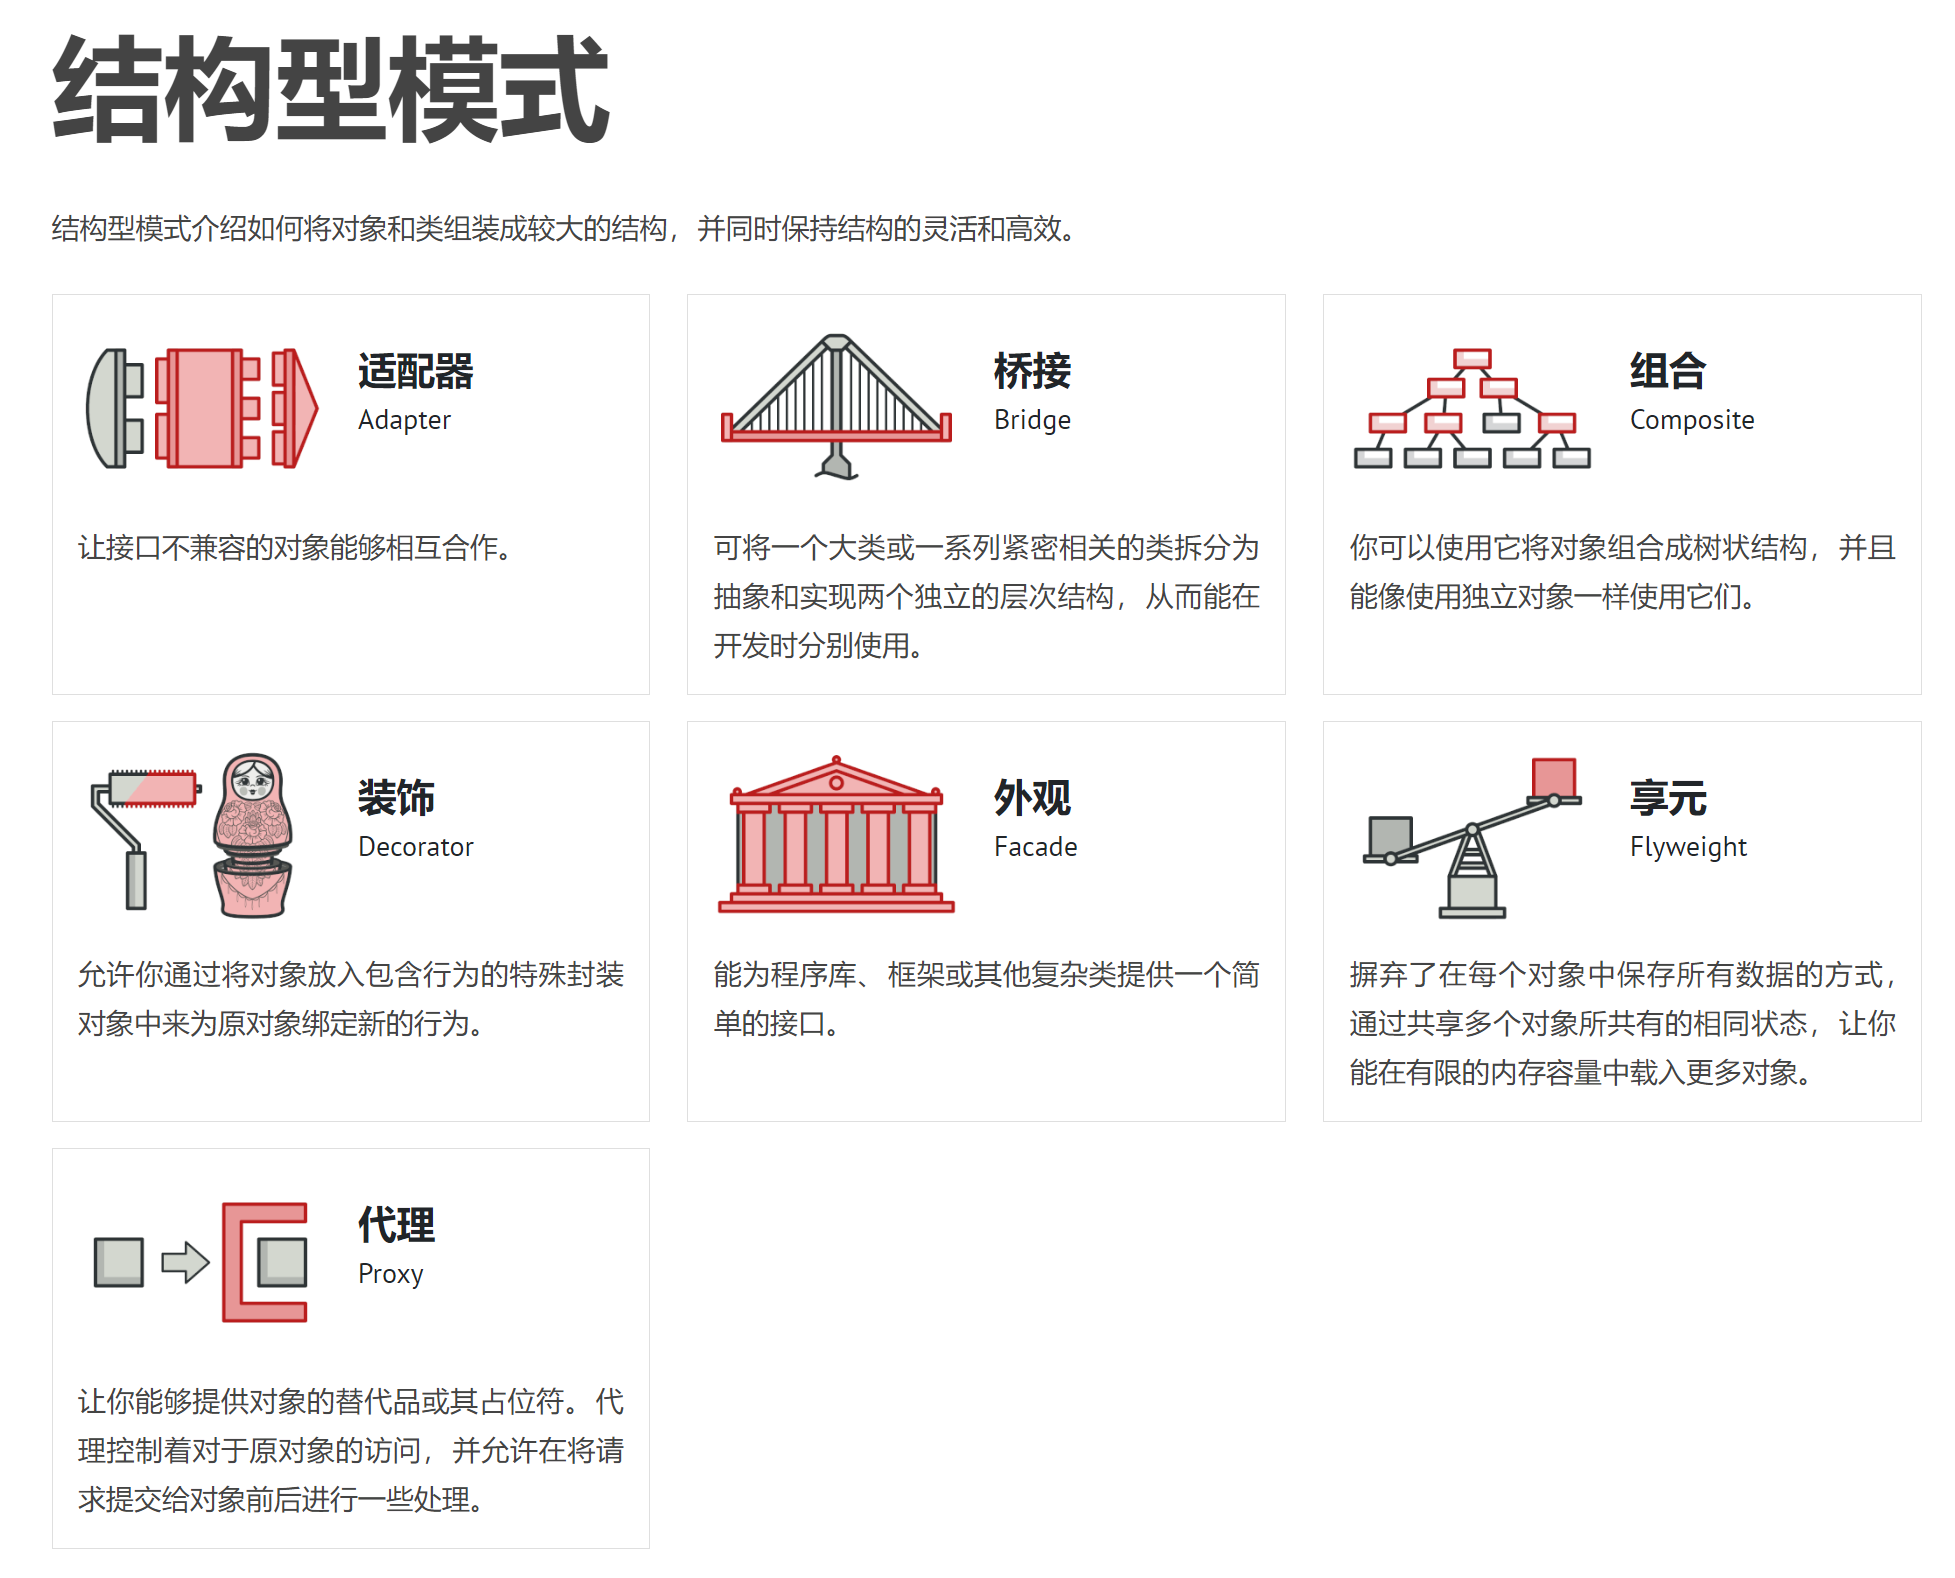 结构型模式
结构型模式介绍如何将对象和类组装成较大的结构，并同时保持结构的灵活和高效。
适配器
Adapter
让接口不兼容的对象能够相互合作。
桥接
Bridge
可将一个大类或一系列紧密相关的类拆分为
抽象和实现两个独立的层次结构，从而能在
开发时分别使用。
组合
Composite
你可以使用它将对象组合成树状结构，并且
能像使用独立对象一样使用它们。
装饰
Decorator
允许你通过将对象放入包含行为的特殊封装
对象中来为原对象绑定新的行为。
外观
Facade
能为程序库、框架或其他复杂类提供一个简
单的接口。
享元
Flyweight
摒弃了在每个对象中保存所有数据的方式，
通过共享多个对象所共有的相同状态，让你
能在有限的内存容量中载入更多对象。
代理
Proxy
让你能够提供对象的替代品或其占位符。代
理控制着对于原对象的访问，并允许在将请
求提交给对象前后进行一些处理。